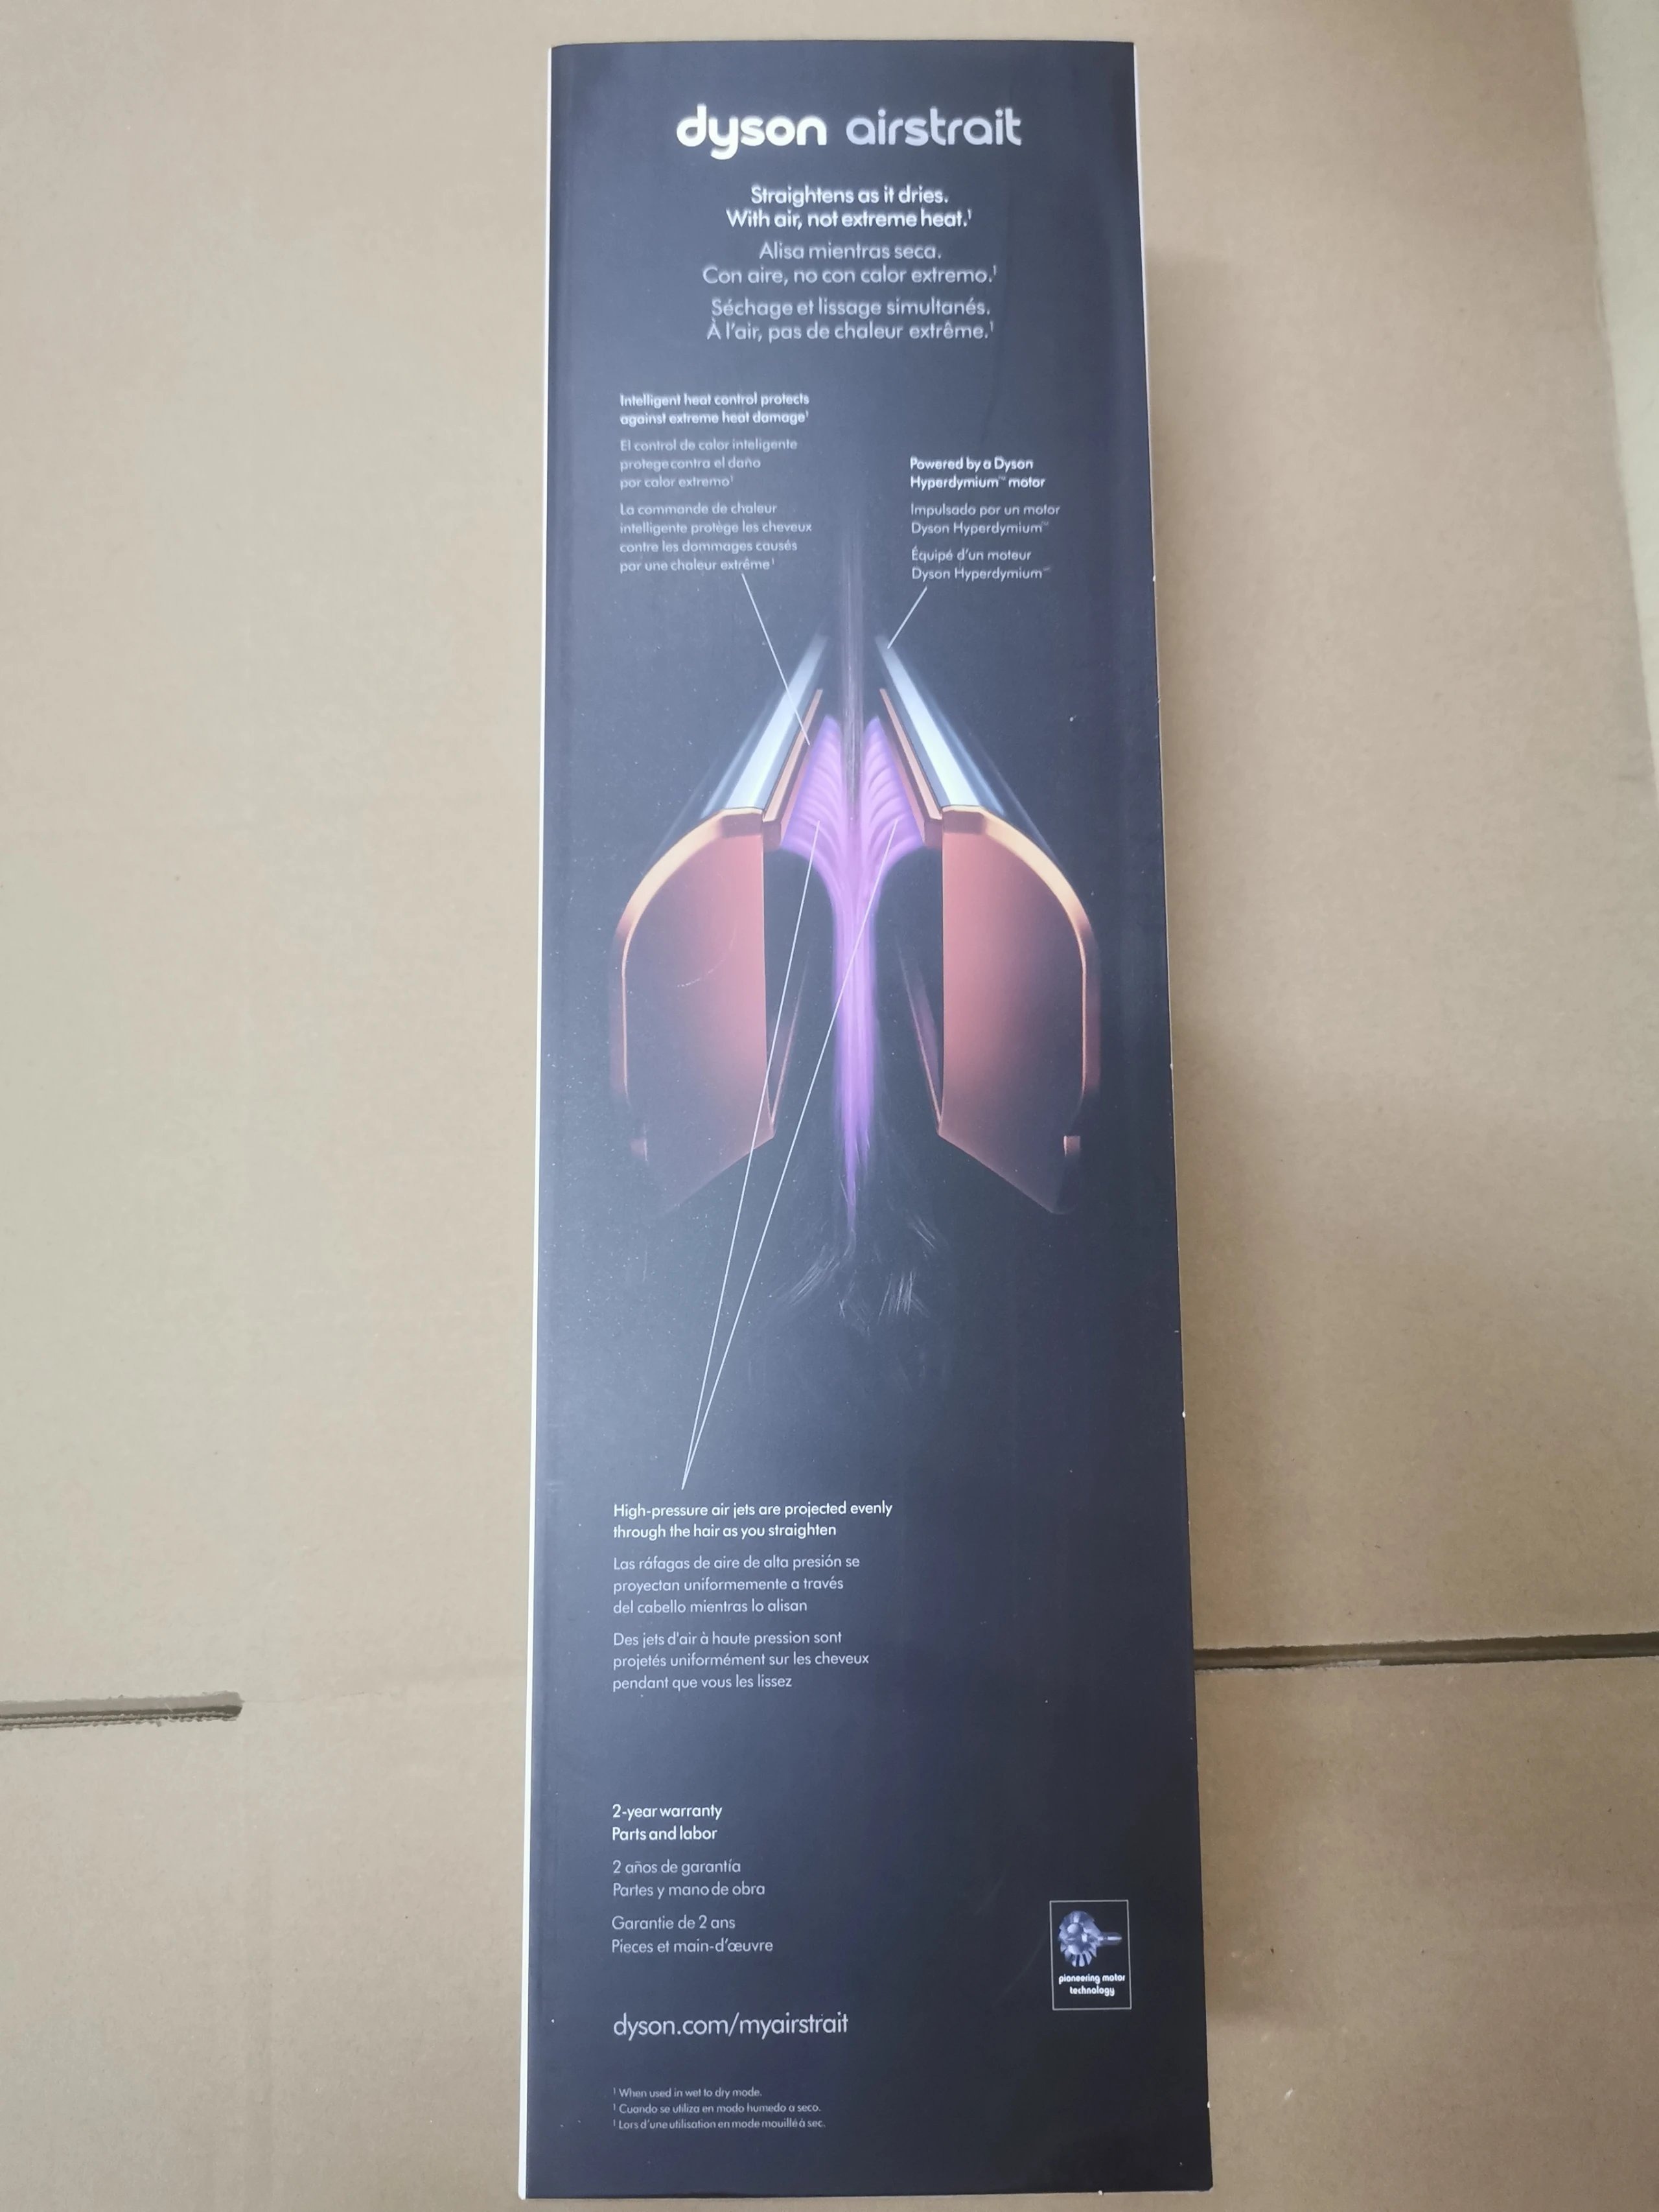 dyson airstrait
Straightens as it dries.
With air, not extreme heat.¹
Alisa mientras seca.
Con aire, no con calor extremo.¹
Séchage et lissage simultanés.
À l'air, pas de chaleur extrême.¹
Intelligent heat control protects
against extreme heat damage¹
El control de calor inteligente
protege contra el daño
por calor extremo¹
La commande de chaleur
intelligente protège les cheveux
contre les dommages causés
par une chaleur extrême¹
Powered by a Dyson
Hyperdymium™ motor
Impulsado por un motor
Dyson Hyperdymium™
Équipé d'un moteur
Dyson Hyperdymium™
High-pressure air jets are projected evenly
through the hair as you straighten
Las ráfagas de aire de alta presión se
proyectan uniformemente a través
del cabello mientras lo alisan
Des jets d'air à haute pression sont
projetés uniformément sur les cheveux
pendant que vous les lissez
2-year warranty
Parts and labor
2 años de garantía
Partes y mano de obra
Garantie de 2 ans
Pieces et main-d'œuvre
pioneering motor
technology
dyson.com/myairstrait
¹ When used in wet to dry mode.
¹ Cuando se utiliza en modo humedo a seco.
¹ Lors d'une utilisation en mode mouillé à sec.